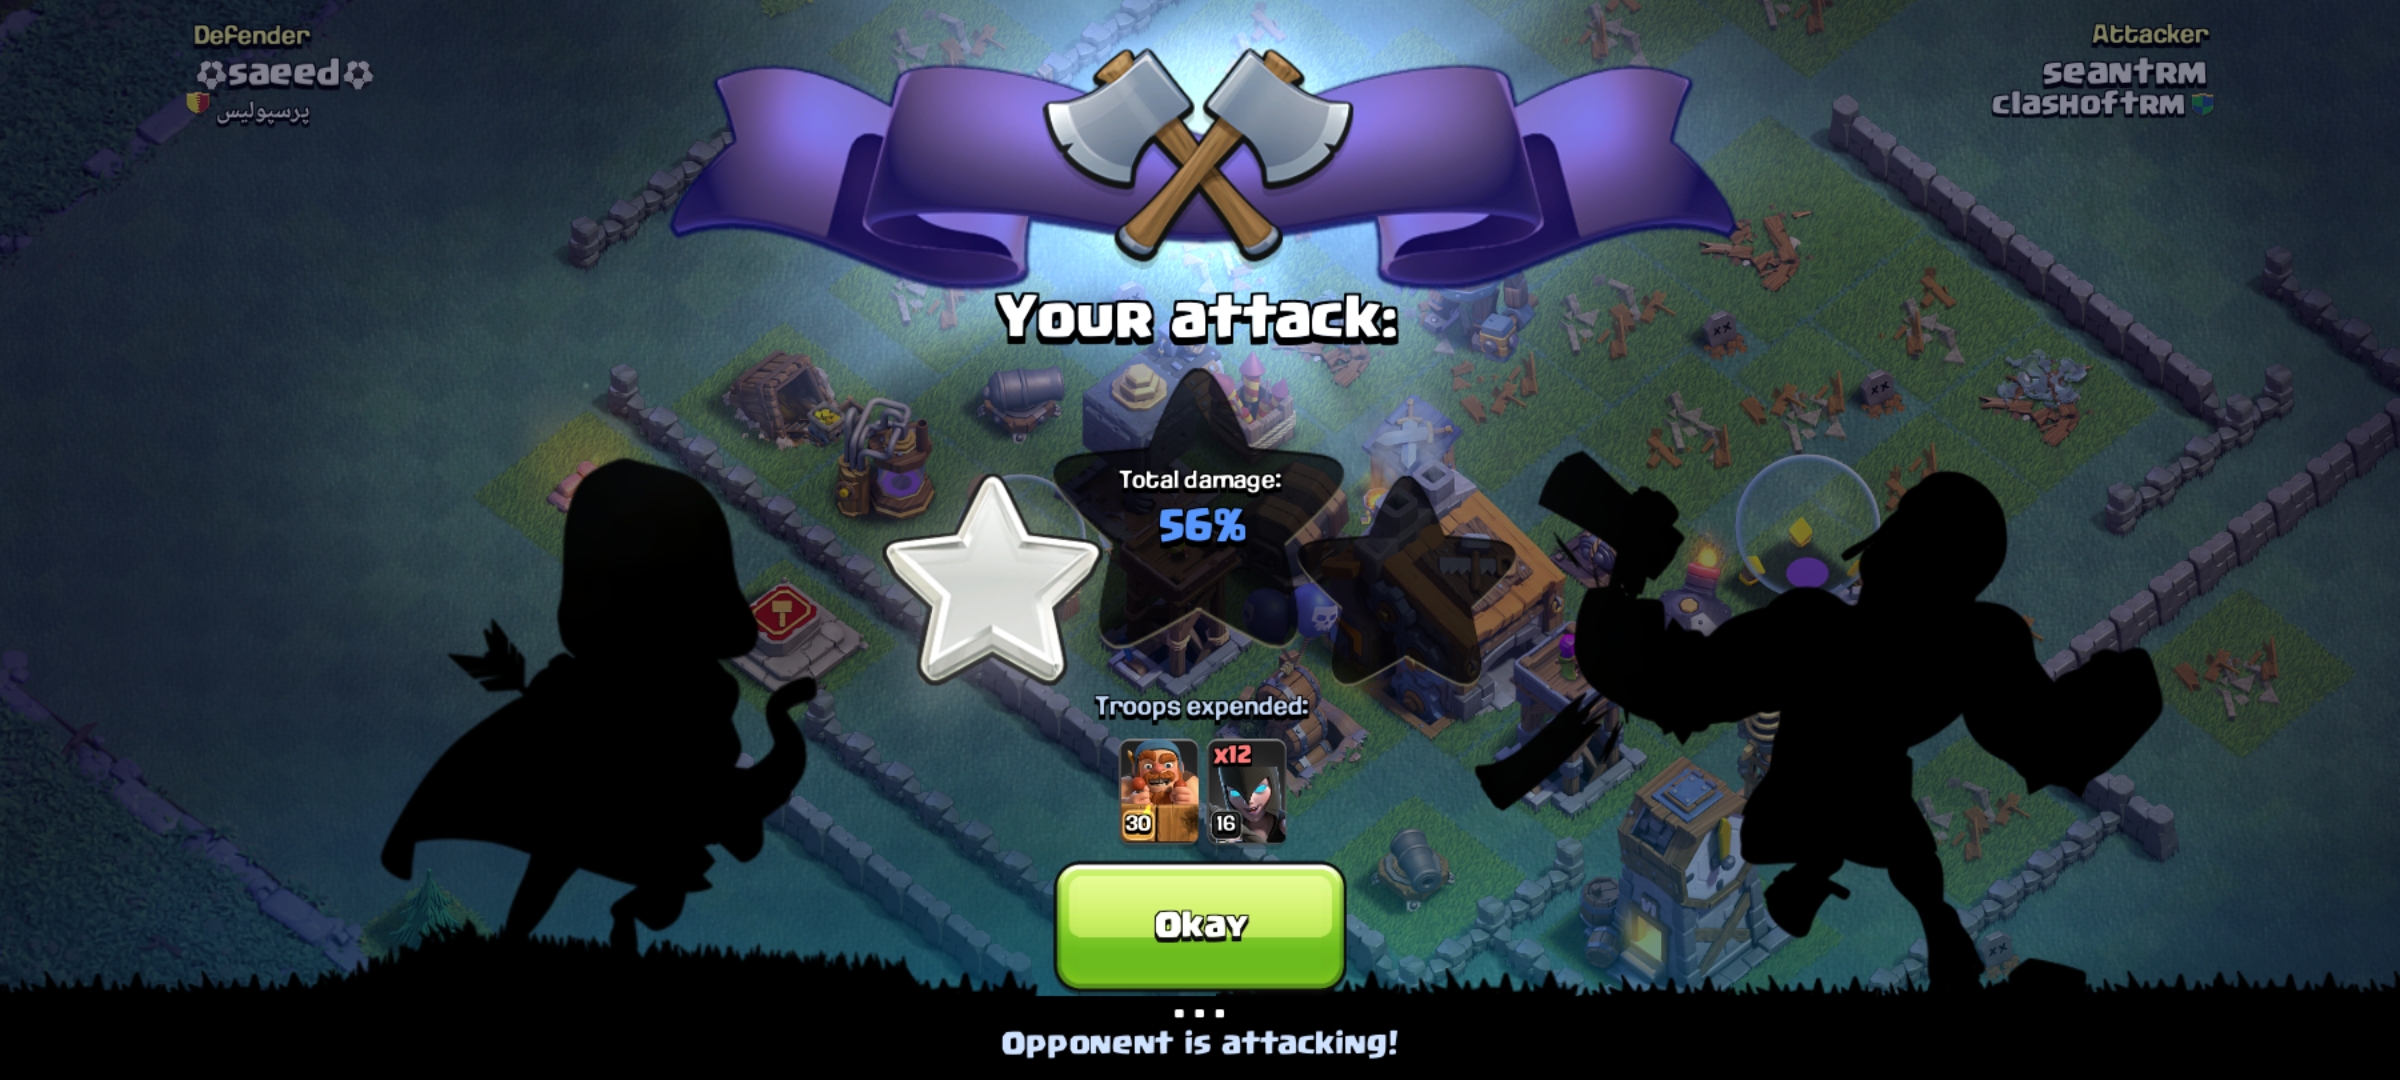 Defender
saeed
پرسپولیس
Attacker
seantrm
clashoftrm
Your attack:
Total damage:
56%
Troops expended:
x12
30
16
Okay
...
Opponent is attacking!